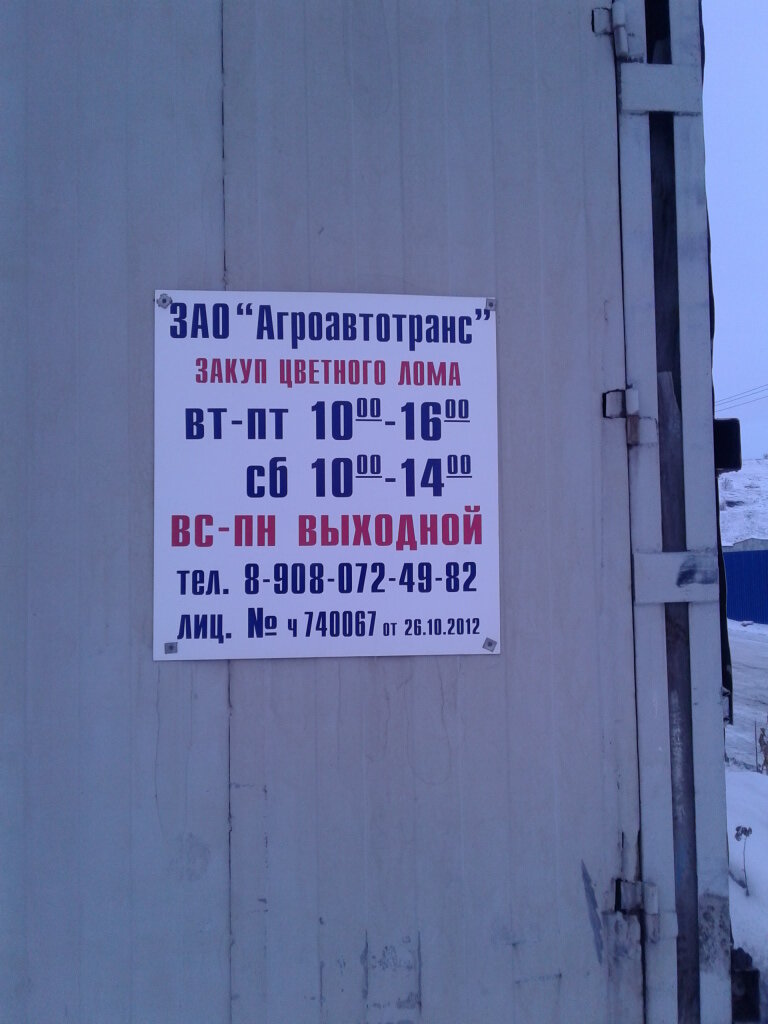 ЗАО “Агроавтотранс”
ЗАКУП ЦВЕТНОГО ЛОМА
ВТ-ПТ 10⁰⁰-16⁰⁰
сб 10⁰⁰-14⁰⁰
ВС-ПН ВЫХОДНОЙ
тел. 8-908-072-49-82
лиц. № ч 740067 от 26.10.2012